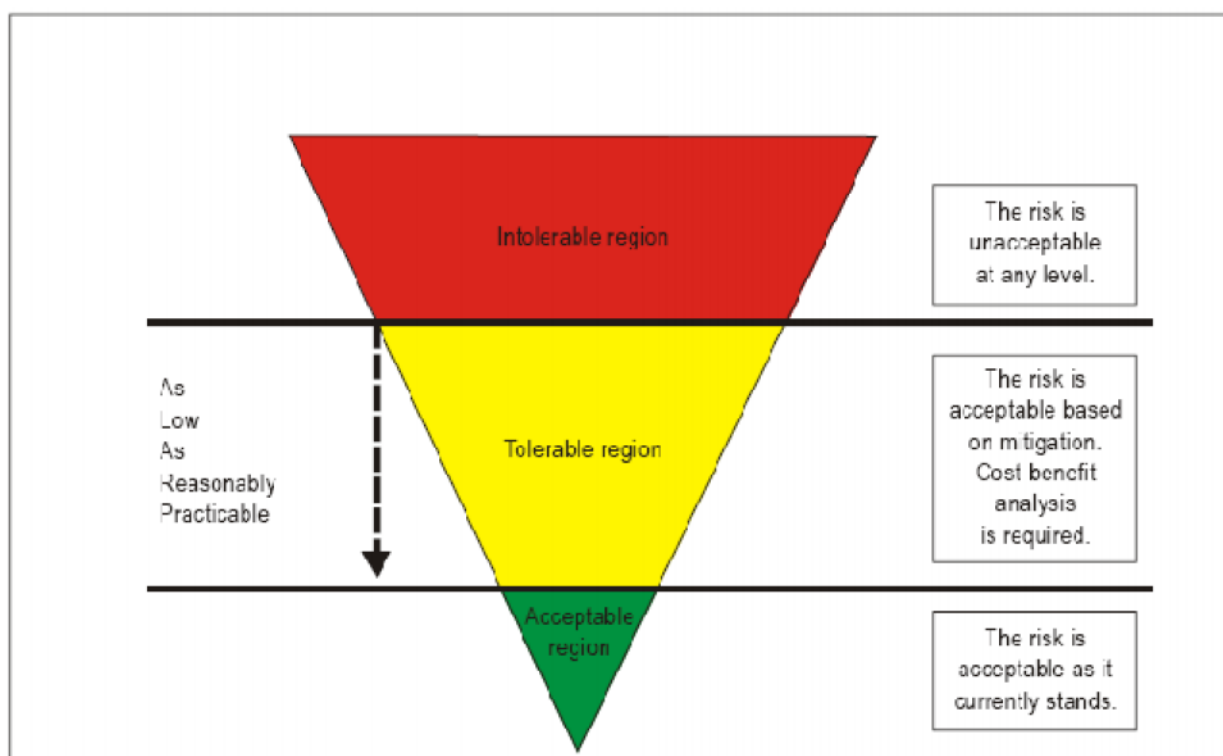 Intolerable region
The risk is
unacceptable
at any level.
As
Low
As
Reasonably
Practicable
Tolerable region
The risk is
acceptable based
on mitigation.
Cost benefit
analysis
is required.
Acceptable
region
The risk is
acceptable as it
currently stands.